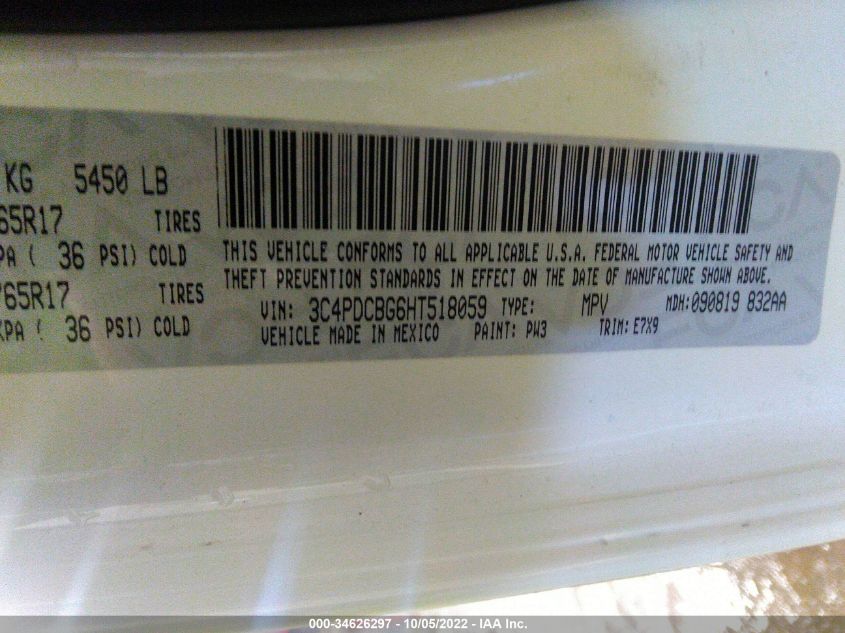 KG 5450 LB
65R17 TIRES
PA ( 36 PSI) COLD
65R17 TIRES
KPA ( 36 PSI) COLD
THIS VEHICLE CONFORMS TO ALL APPLICABLE U.S.A. FEDERAL MOTOR VEHICLE SAFETY AND
THEFT PREVENTION STANDARDS IN EFFECT ON THE DATE OF MANUFACTURE SHOWN ABOVE.
VIN: 3C4PDCBG6HT518059 TYPE: MPV MDH:090819 832AA
VEHICLE MADE IN MEXICO PAINT: PW3 TRIM: E7X9
000-34626297 - 10/05/2022 - IAA Inc.